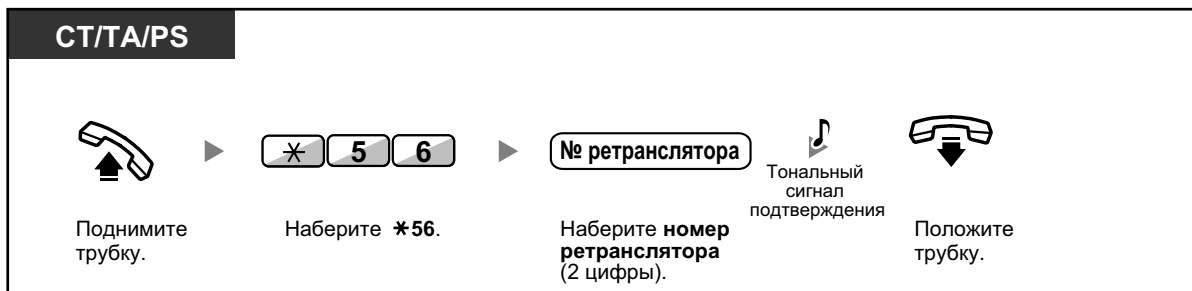 CT/TA/PS
✳ 5 6
№ ретранслятора
Тональный
сигнал
подтверждения
Поднимите
трубку.
Наберите ✳56.
Наберите номер
ретранслятора
(2 цифры).
Положите
трубку.